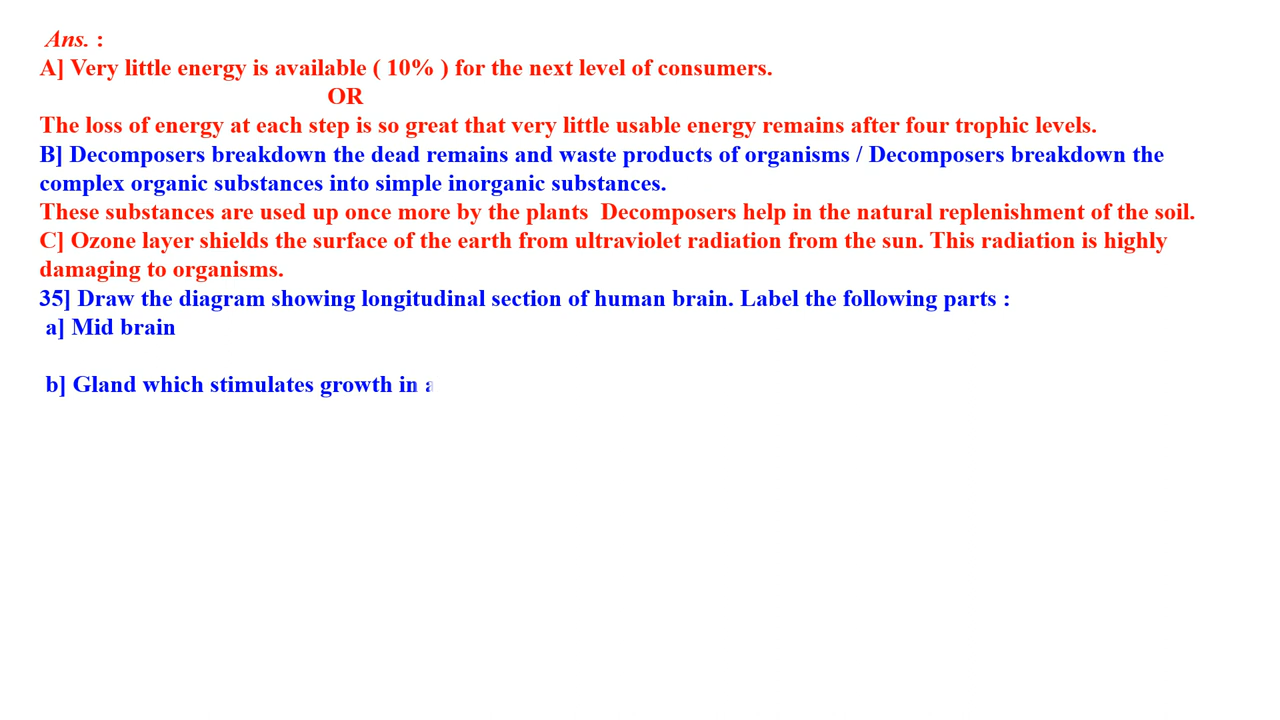 Ans. :
A] Very little energy is available ( 10% ) for the next level of consumers.
OR
The loss of energy at each step is so great that very little usable energy remains after four trophic levels.
B] Decomposers breakdown the dead remains and waste products of organisms / Decomposers breakdown the
complex organic substances into simple inorganic substances.
These substances are used up once more by the plants  Decomposers help in the natural replenishment of the soil.
C] Ozone layer shields the surface of the earth from ultraviolet radiation from the sun. This radiation is highly
damaging to organisms.
35] Draw the diagram showing longitudinal section of human brain. Label the following parts :
a] Mid brain
b] Gland which stimulates growth in